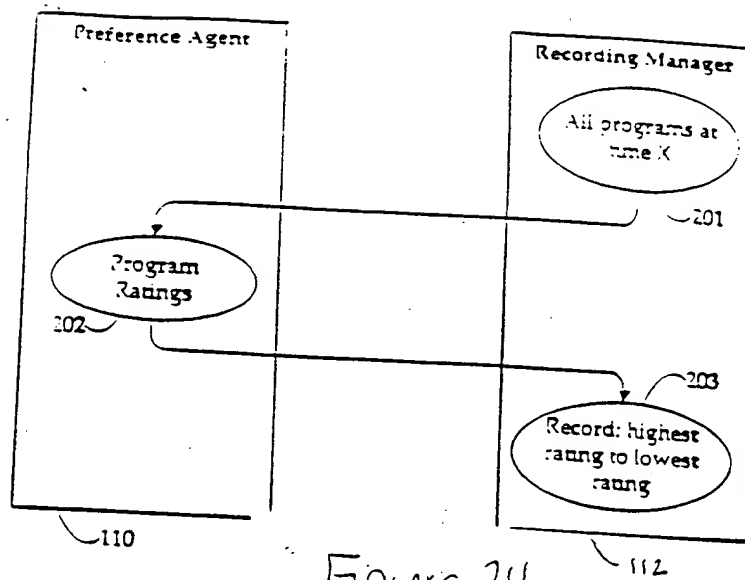 Preference Agent
Recording Manager
All programs at
time X
201
Program
Ratings
202
203
Record: highest
rating to lowest
rating
110
112
Figure